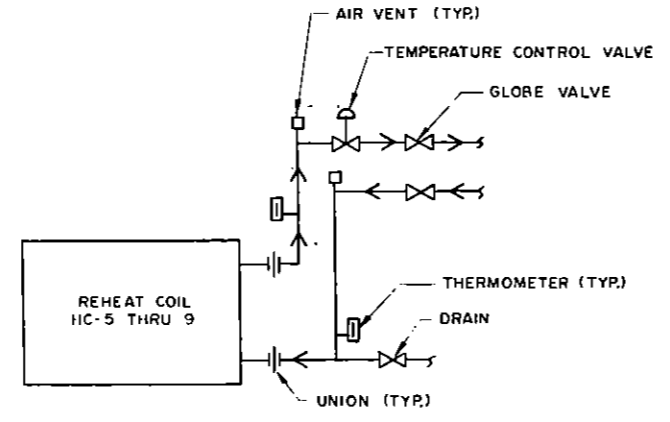 AIR VENT (TYP.)
TEMPERATURE CONTROL VALVE
GLOBE VALVE
THERMOMETER (TYP.)
REHEAT COIL
HC-5 THRU 9
DRAIN
UNION (TYP.)